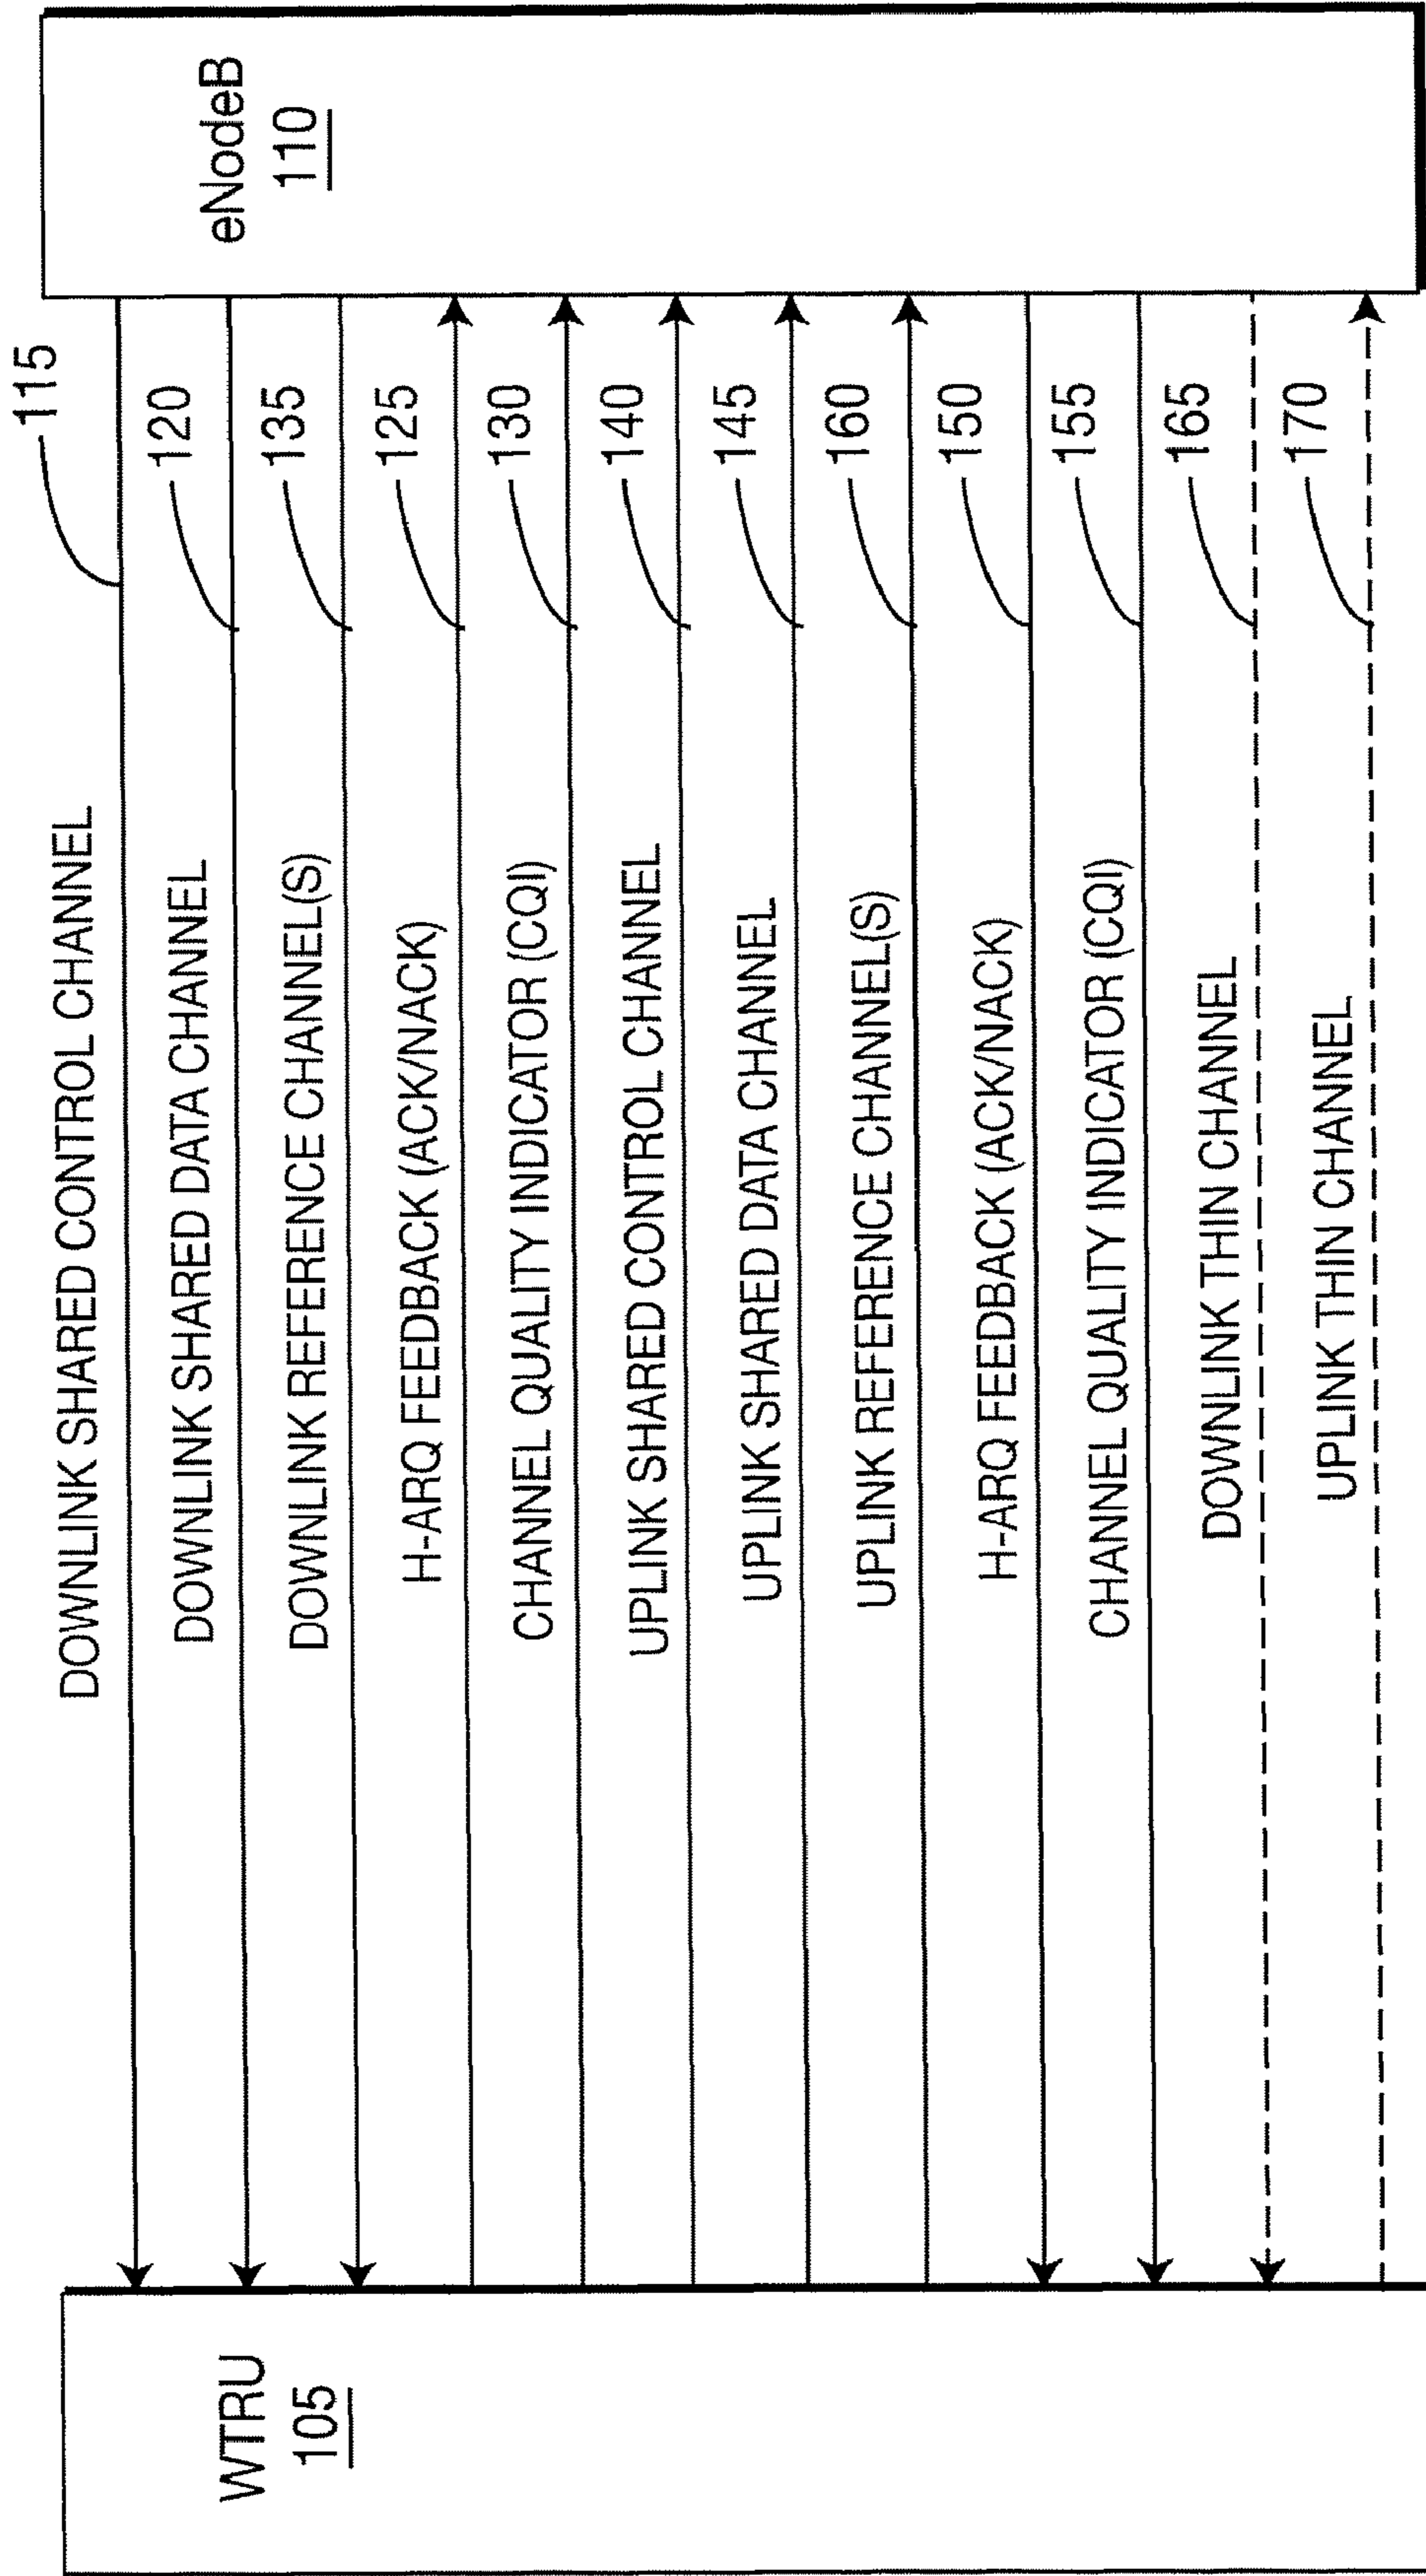 WTRU
105
eNodeB
110
DOWNLINK SHARED CONTROL CHANNEL
115
DOWNLINK SHARED DATA CHANNEL
120
DOWNLINK REFERENCE CHANNEL(S)
135
H-ARQ FEEDBACK (ACK/NACK)
125
CHANNEL QUALITY INDICATOR (CQI)
130
UPLINK SHARED CONTROL CHANNEL
140
UPLINK SHARED DATA CHANNEL
145
UPLINK REFERENCE CHANNEL(S)
160
H-ARQ FEEDBACK (ACK/NACK)
150
CHANNEL QUALITY INDICATOR (CQI)
155
DOWNLINK THIN CHANNEL
165
UPLINK THIN CHANNEL
170